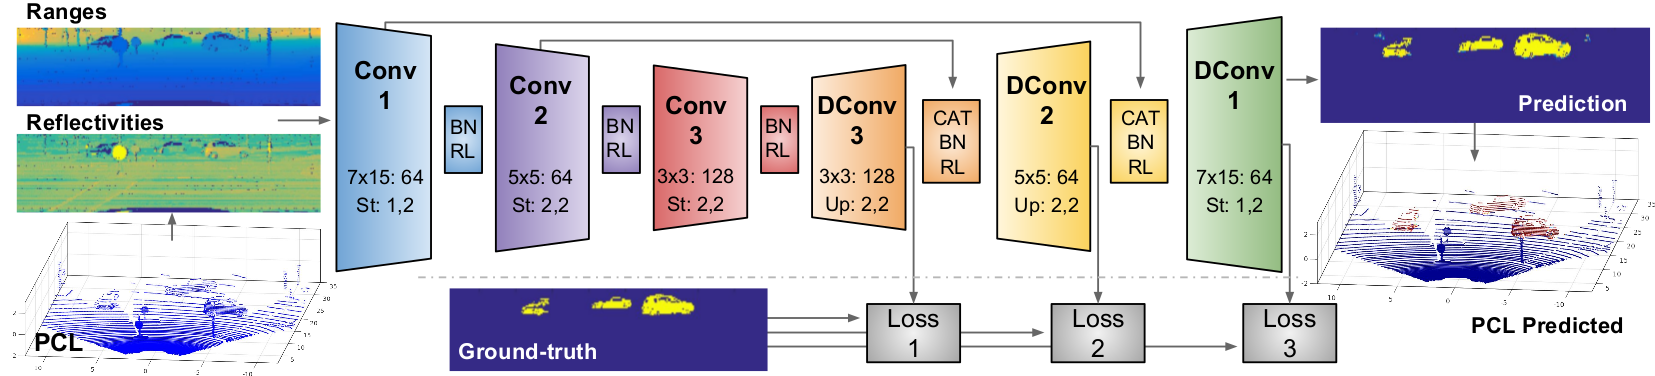 Ranges
Reflectivities
PCL
Conv
1
7x15: 64
St: 1,2
BN
RL
Conv
2
5x5: 64
St: 2,2
BN
RL
Conv
3
3x3: 128
St: 2,2
BN
RL
DConv
3
3x3: 128
Up: 2,2
CAT
BN
RL
DConv
2
5x5: 64
Up: 2,2
CAT
BN
RL
DConv
1
7x15: 64
St: 1,2
Prediction
PCL Predicted
Ground-truth
Loss
1
Loss
2
Loss
3